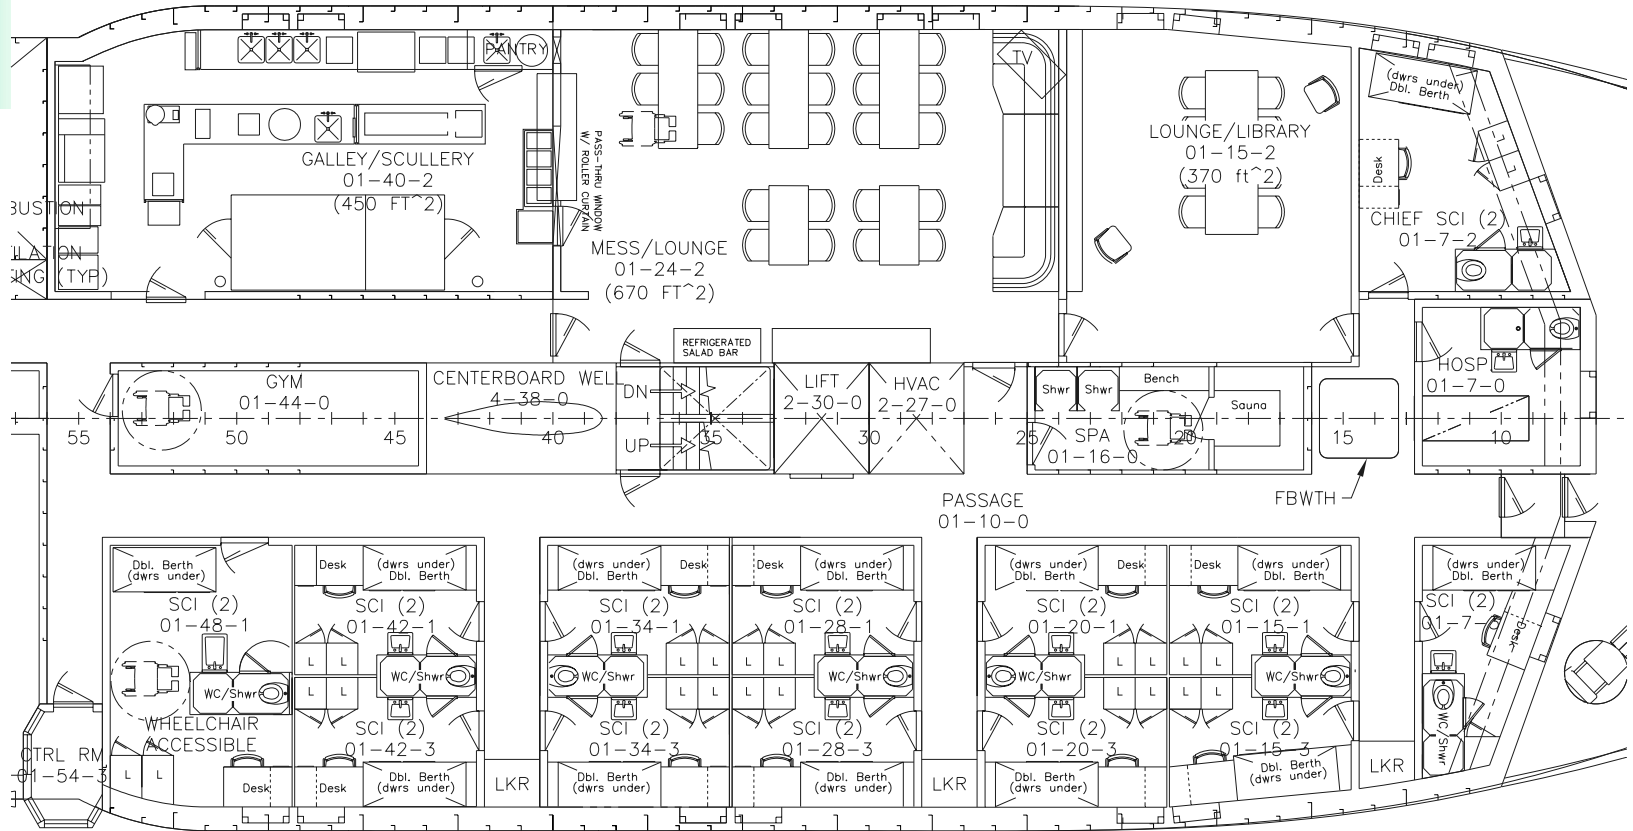 PANTRY
GALLEY/SCULLERY
01-40-2
(450 FT^2)
BUSTION
ILATION
ING (TYP)
PASS-THRU WINDOW
W/ ROLLER CURTAIN
MESS/LOUNGE
01-24-2
(670 FT^2)
TV
LOUNGE/LIBRARY
01-15-2
(370 ft^2)
(dwrs under)
Dbl. Berth
Desk
CHIEF SCI (2)
01-7-2
REFRIGERATED
SALAD BAR
GYM
01-44-0
CENTERBOARD WELL
4-38-0
DN
UP
LIFT
2-30-0
HVAC
2-27-0
Shwr
Shwr
Bench
Sauna
SPA
01-16-0
HOSP
01-7-0
55
50
45
40
35
30
25
20
15
10
FBWTH
PASSAGE
01-10-0
Dbl. Berth
(dwrs under)
SCI (2)
01-48-1
WC/Shwr
WHEELCHAIR
ACCESSIBLE
L
L
Desk
CTRL RM
01-54-3
Desk
(dwrs under)
Dbl. Berth
SCI (2)
01-42-1
L
L
L
L
WC/Shwr
SCI (2)
01-42-3
Desk
Dbl. Berth
(dwrs under)
LKR
(dwrs under)
Dbl. Berth
Desk
SCI (2)
01-34-1
WC/Shwr
L
L
L
L
SCI (2)
01-34-3
Dbl. Berth
(dwrs under)
Desk
Desk
(dwrs under)
Dbl. Berth
SCI (2)
01-28-1
L
L
L
L
WC/Shwr
SCI (2)
01-28-3
Desk
Dbl. Berth
(dwrs under)
LKR
(dwrs under)
Dbl. Berth
Desk
SCI (2)
01-20-1
WC/Shwr
L
L
L
L
SCI (2)
01-20-3
Dbl. Berth
(dwrs under)
Desk
Desk
(dwrs under)
Dbl. Berth
SCI (2)
01-15-1
L
L
L
L
WC/Shwr
SCI (2)
01-15-3
Desk
Dbl. Berth
(dwrs under)
LKR
(dwrs under)
Dbl. Berth
SCI (2)
Desk
WC/Shwr